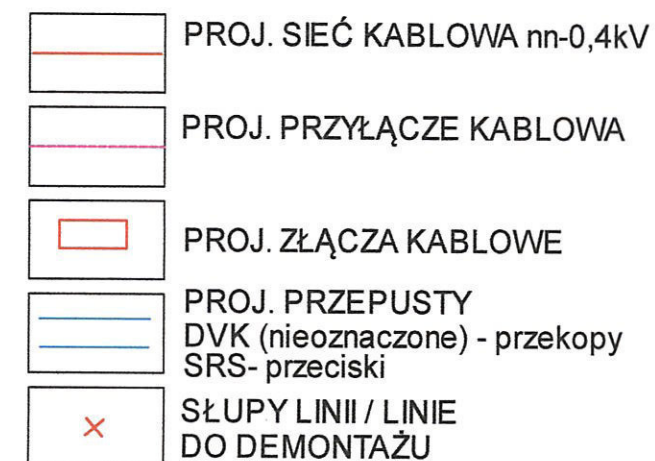 PROJ. SIEĆ KABLOWA nn-0,4kV
PROJ. PRZYŁĄCZE KABLOWA
PROJ. ZŁĄCZA KABLOWE
PROJ. PRZEPUSTY
DVK (nieoznaczone) - przekopy
SRS- przeciski
SŁUPY LINII / LINIE
DO DEMONTAŻU